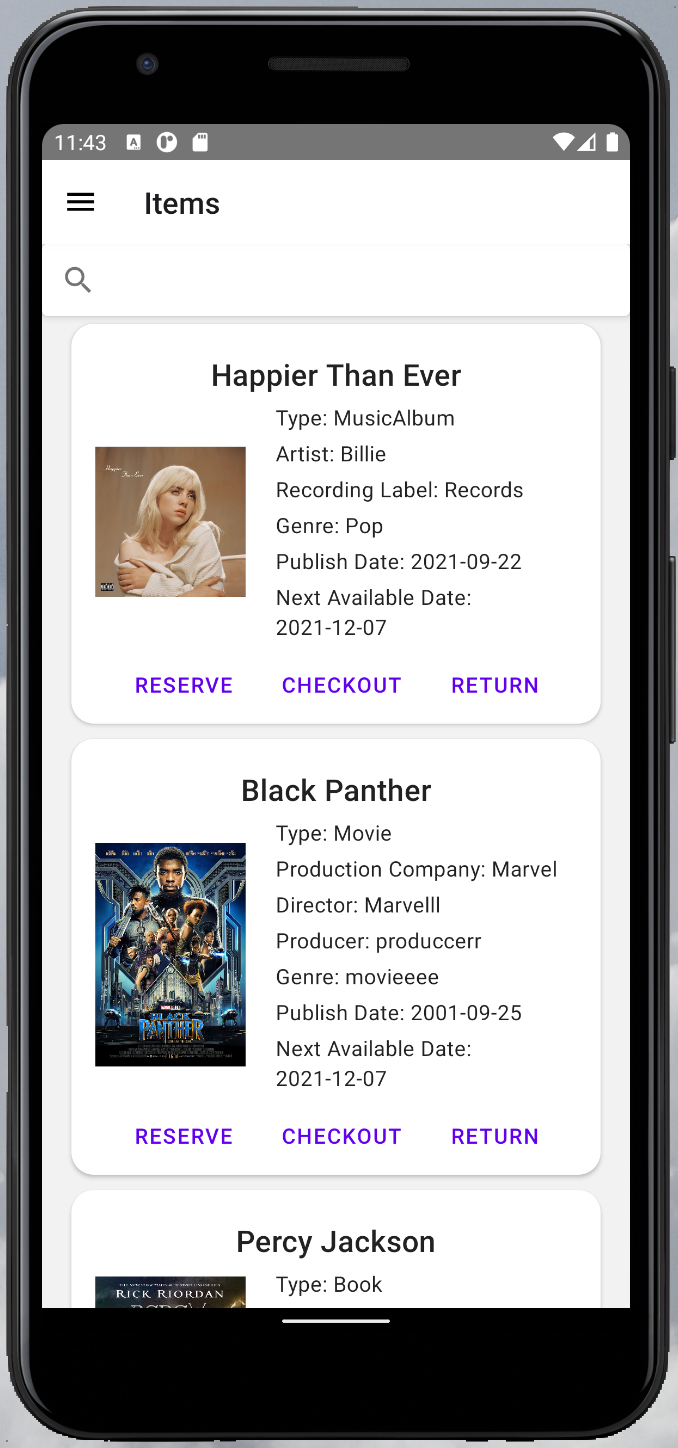 11:43
Items
Happier Than Ever
Type: MusicAlbum
Happier
Than Ever
Artist: Billie
Recording Label: Records
Genre: Pop
Publish Date: 2021-09-22
Next Available Date:
2021-12-07
RESERVE CHECKOUT RETURN
Black Panther
Type: Movie
Production Company: Marvel
Director: Marvelll
Producer: produccerr
Genre: movieeee
Publish Date: 2001-09-25
BLACK
PANTHER
Next Available Date:
2021-12-07
RESERVE CHECKOUT RETURN
Percy Jackson
Type: Book
RICK RIORDAN